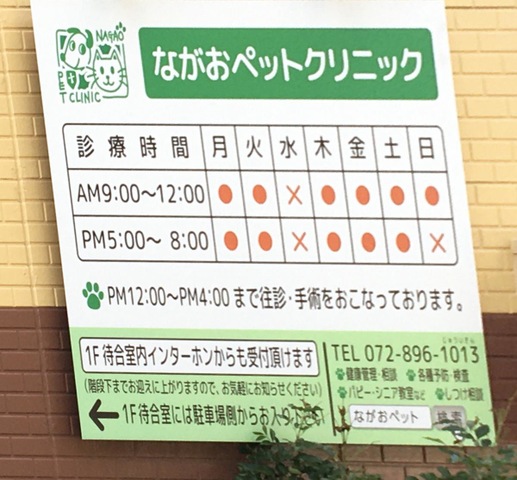 NAGAO
PET CLINIC
ながおペットクリニック
診療時間 月 火 水 木 金 土 日
AM9:00〜12:00 ● ● × ● ● ● ●
PM5:00〜 8:00 ● ● × ● ● ● ×
PM12:00〜PM4:00 まで往診・手術をおこなっております。
1F 待合室内インターホンからも受付頂けます
(階段下までお迎えに上がりますので、お気軽にお知らせください)
← 1F 待合室には駐車場側からお入り下さい
TEL 072-896-1013
健康管理・相談 各種予防・検査
パピー・シニア教室など しつけ相談
ながおペット 検索